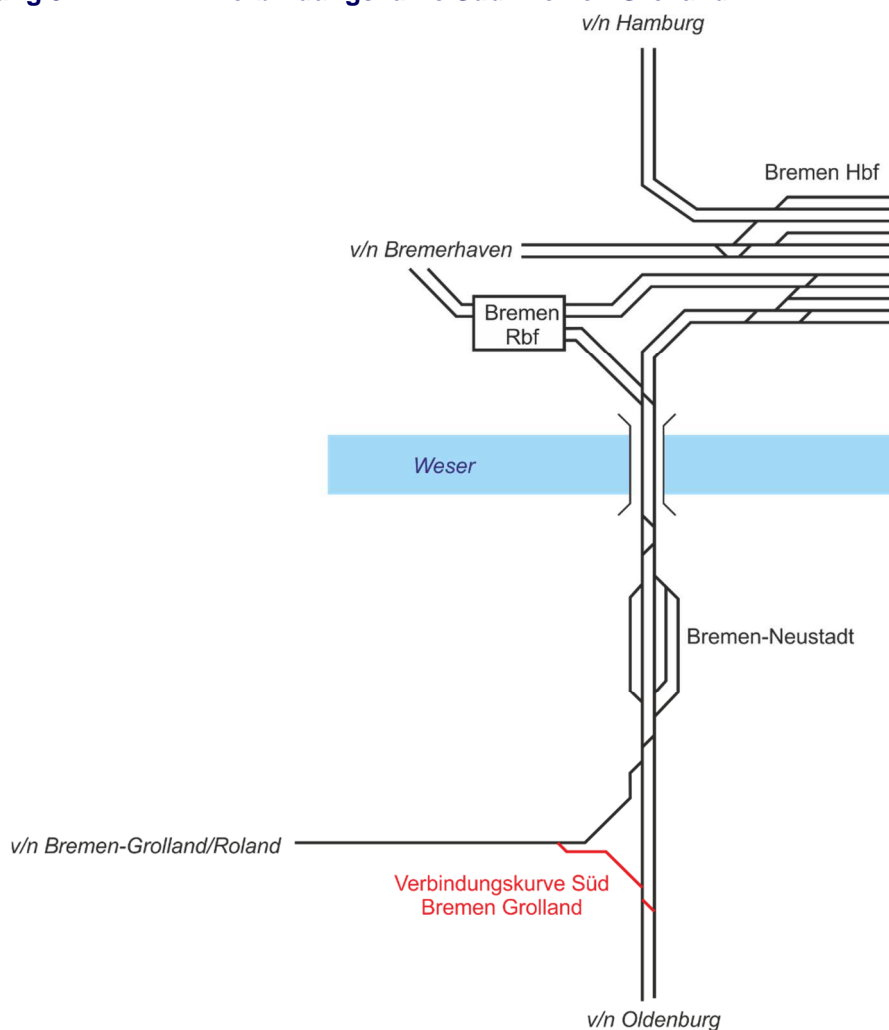 v/n Hamburg
Bremen Hbf
v/n Bremerhaven
Bremen
Rbf
Weser
Bremen-Neustadt
v/n Bremen-Grolland/Roland
Verbindungskurve Süd
Bremen Grolland
v/n Oldenburg